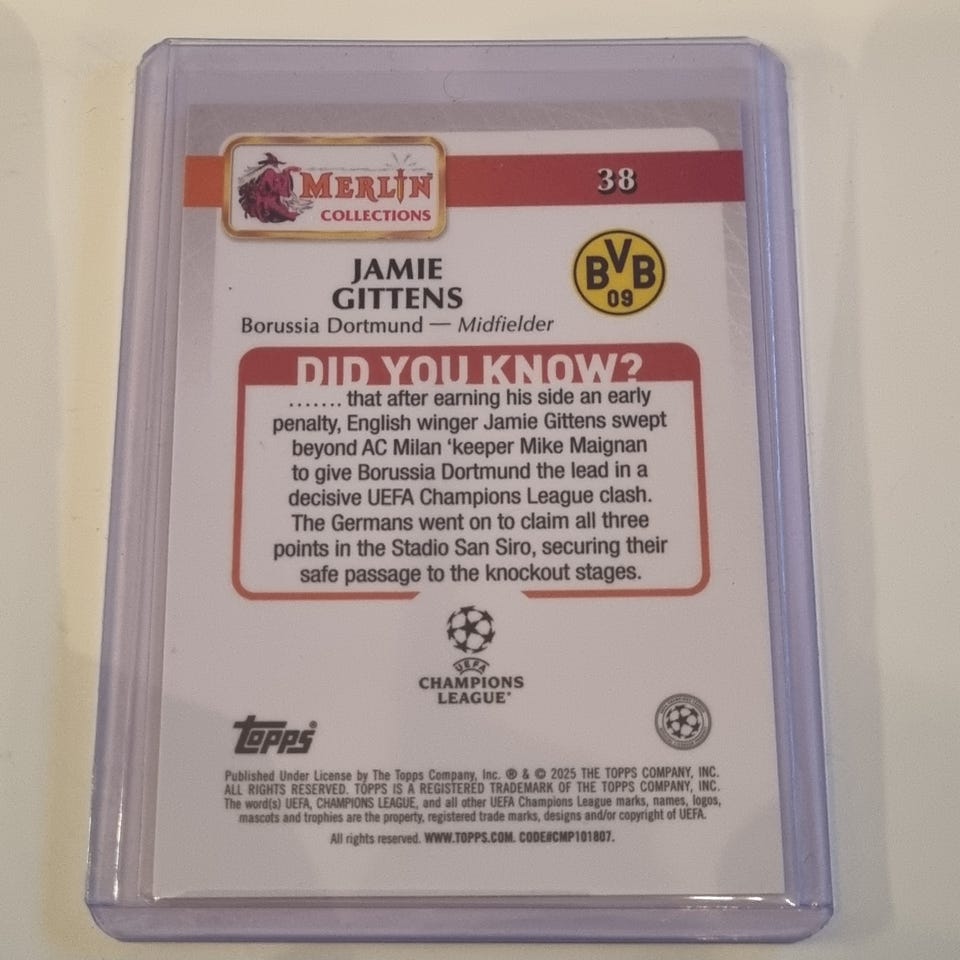 MERLIN
COLLECTIONS
38
JAMIE
GITTENS
BVB
09
Borussia Dortmund — Midfielder
DID YOU KNOW?
....... that after earning his side an early
penalty, English winger Jamie Gittens swept
beyond AC Milan ‘keeper Mike Maignan
to give Borussia Dortmund the lead in a
decisive UEFA Champions League clash.
The Germans went on to claim all three
points in the Stadio San Siro, securing their
safe passage to the knockout stages.
UEFA
CHAMPIONS
LEAGUE®
Topps®
Published Under License by The Topps Company, Inc. ® & © 2025 THE TOPPS COMPANY, INC.
ALL RIGHTS RESERVED. TOPPS IS A REGISTERED TRADEMARK OF THE TOPPS COMPANY, INC.
The word(s) UEFA, CHAMPIONS LEAGUE, and all other UEFA Champions League marks, names, logos,
mascots and trophies are the property, registered trade marks, designs and/or copyright of UEFA.
All rights reserved. WWW.TOPPS.COM. CODE#CMP101807.